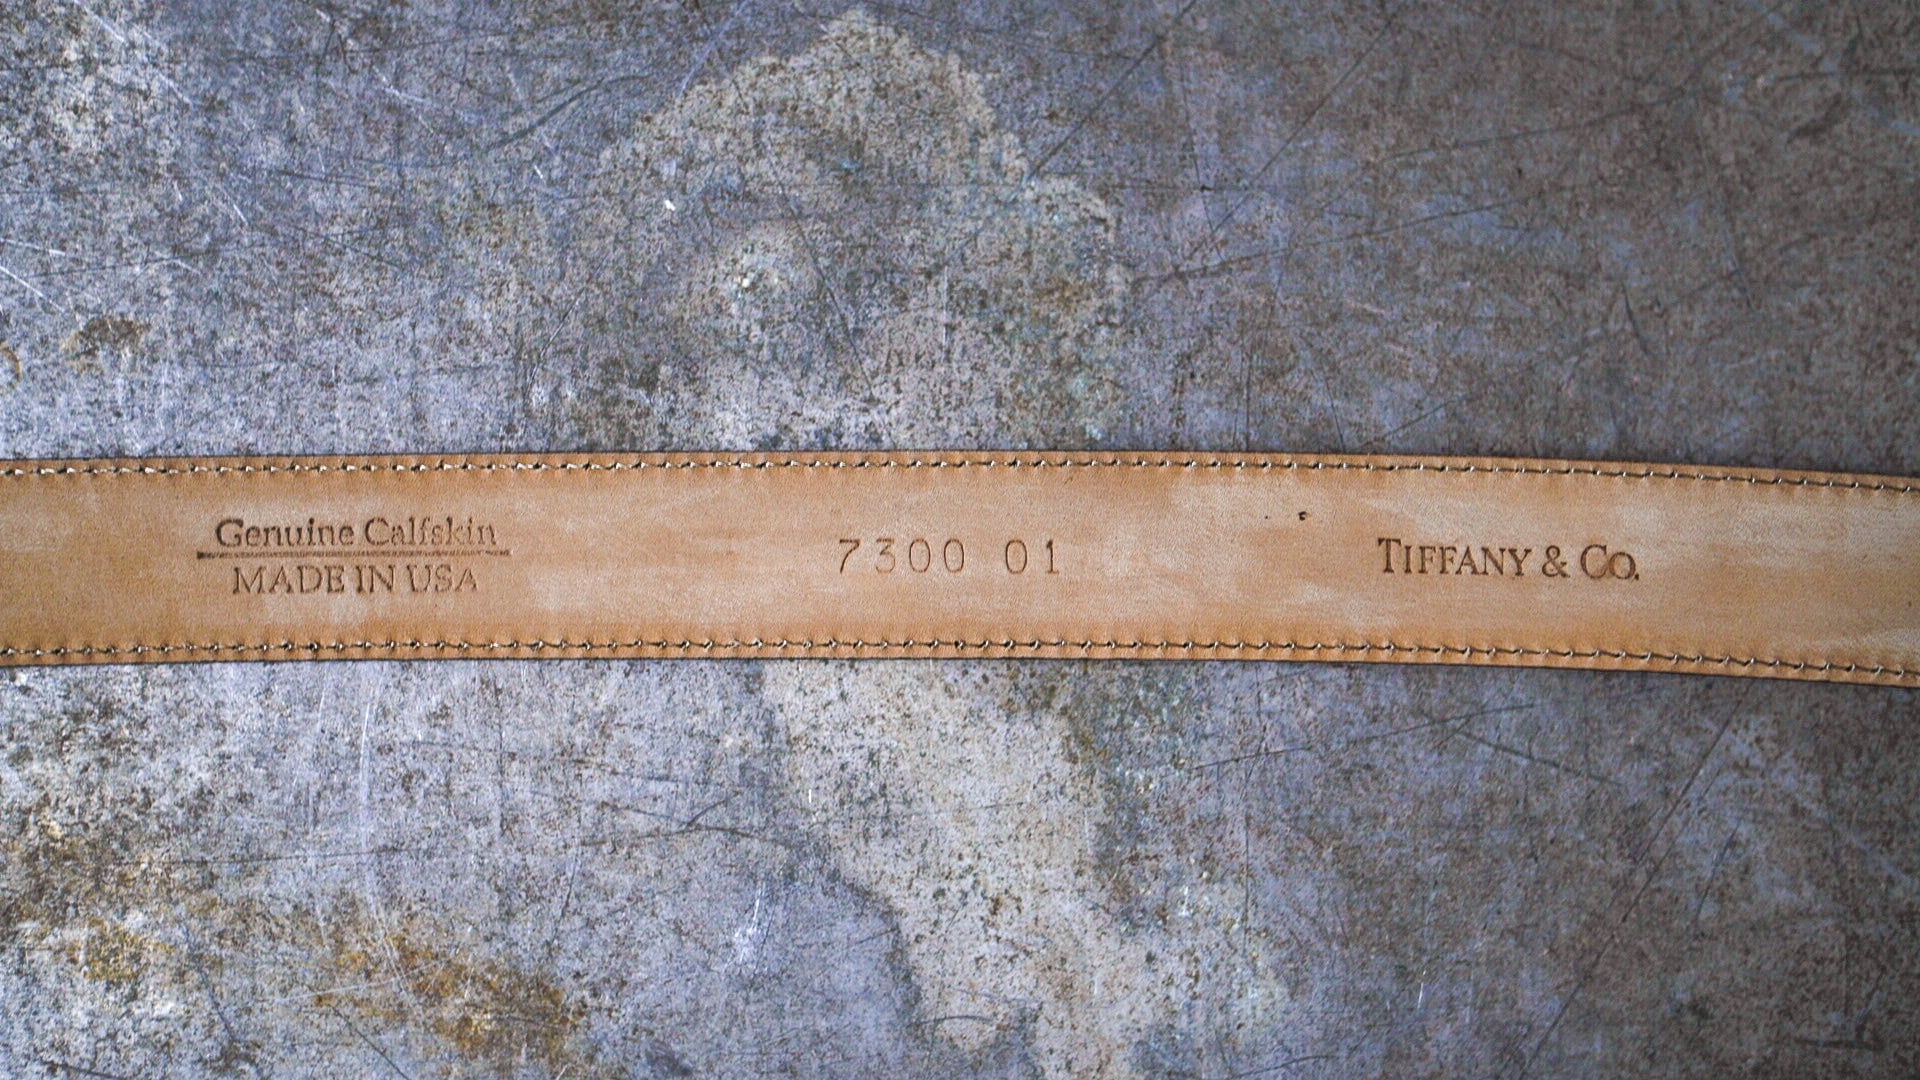 Genuine Calfskin
MADE IN USA
7300 01
TIFFANY & CO.